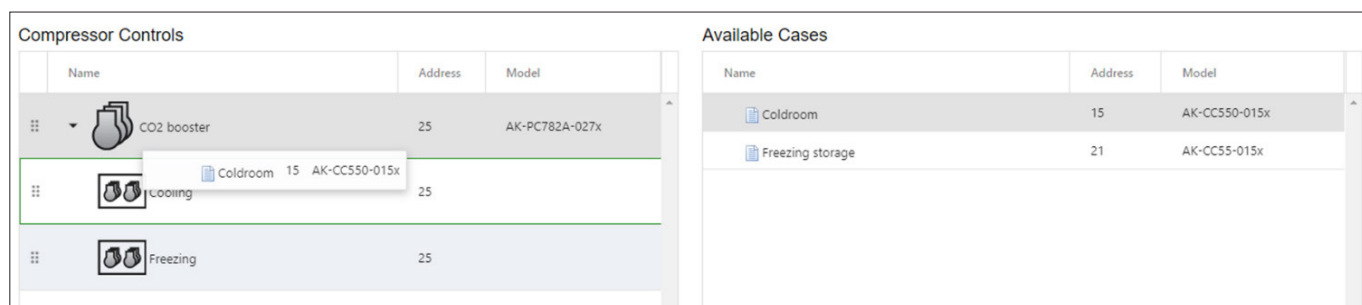 Compressor Controls
Name Address Model
CO2 booster 25 AK-PC782A-027x
Coldroom 15 AK-CC550-015x
Cooling 25
Freezing 25
Available Cases
Name Address Model
Coldroom 15 AK-CC550-015x
Freezing storage 21 AK-CC55-015x